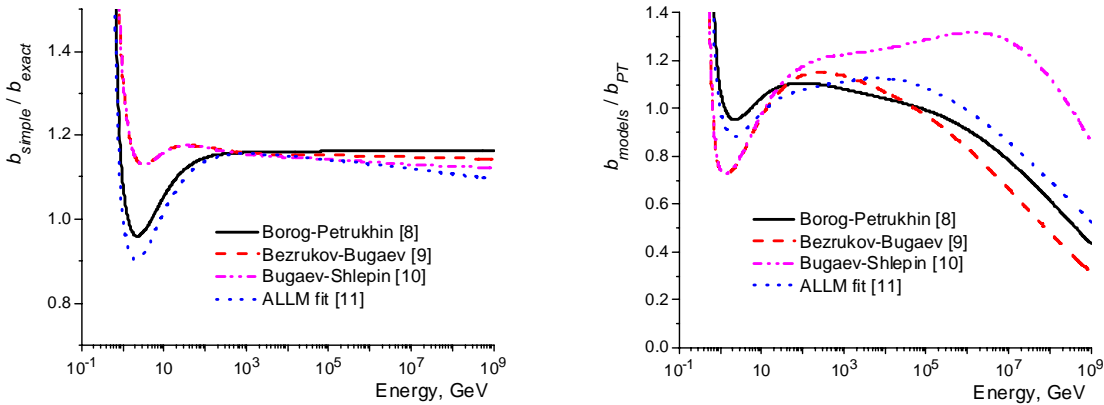 b_simple / b_exact
1.4
1.2
1.0
0.8
Borog-Petrukhin [8]
Bezrukov-Bugaev [9]
Bugaev-Shlepin [10]
ALLM fit [11]
10^-1 10^1 10^3 10^5 10^7 10^9
Energy, GeV
b_models / b_PT
1.4
1.2
1.0
0.8
0.6
0.4
0.2
0.0
Borog-Petrukhin [8]
Bezrukov-Bugaev [9]
Bugaev-Shlepin [10]
ALLM fit [11]
10^-1 10^1 10^3 10^5 10^7 10^9
Energy, GeV